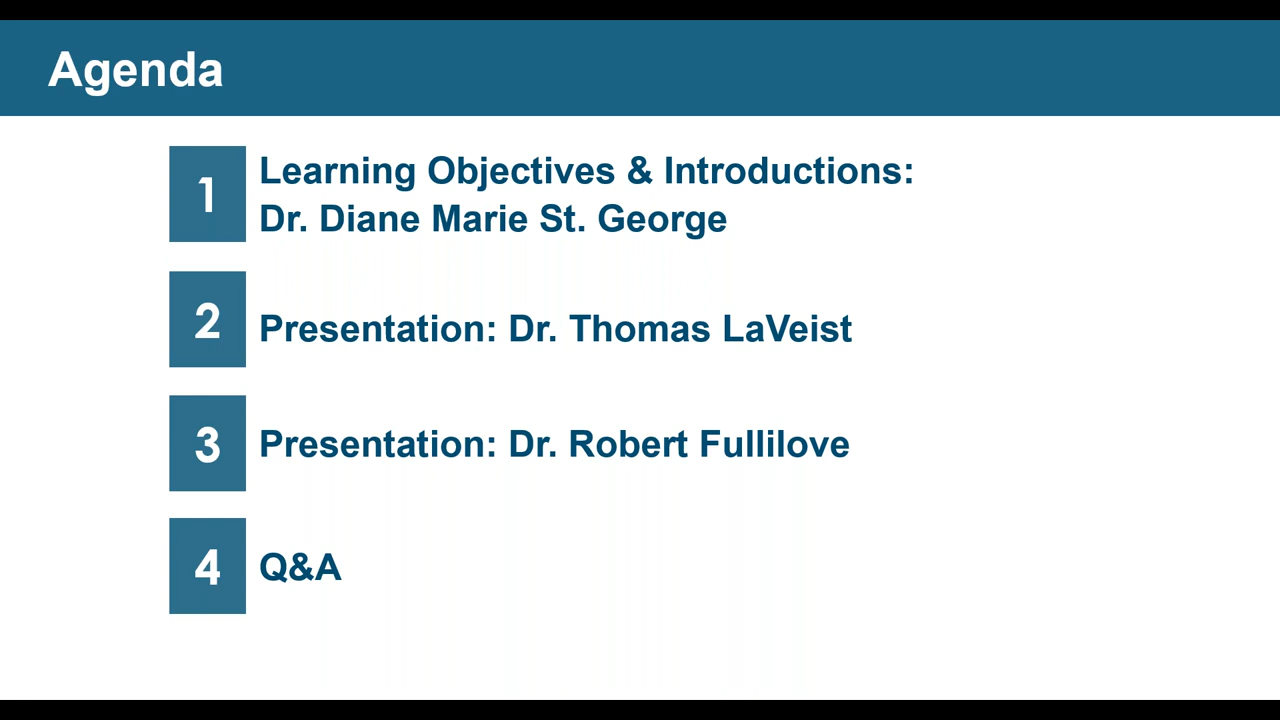 Agenda
1
Learning Objectives & Introductions:
Dr. Diane Marie St. George
2
Presentation: Dr. Thomas LaVeist
3
Presentation: Dr. Robert Fullilove
4
Q&A